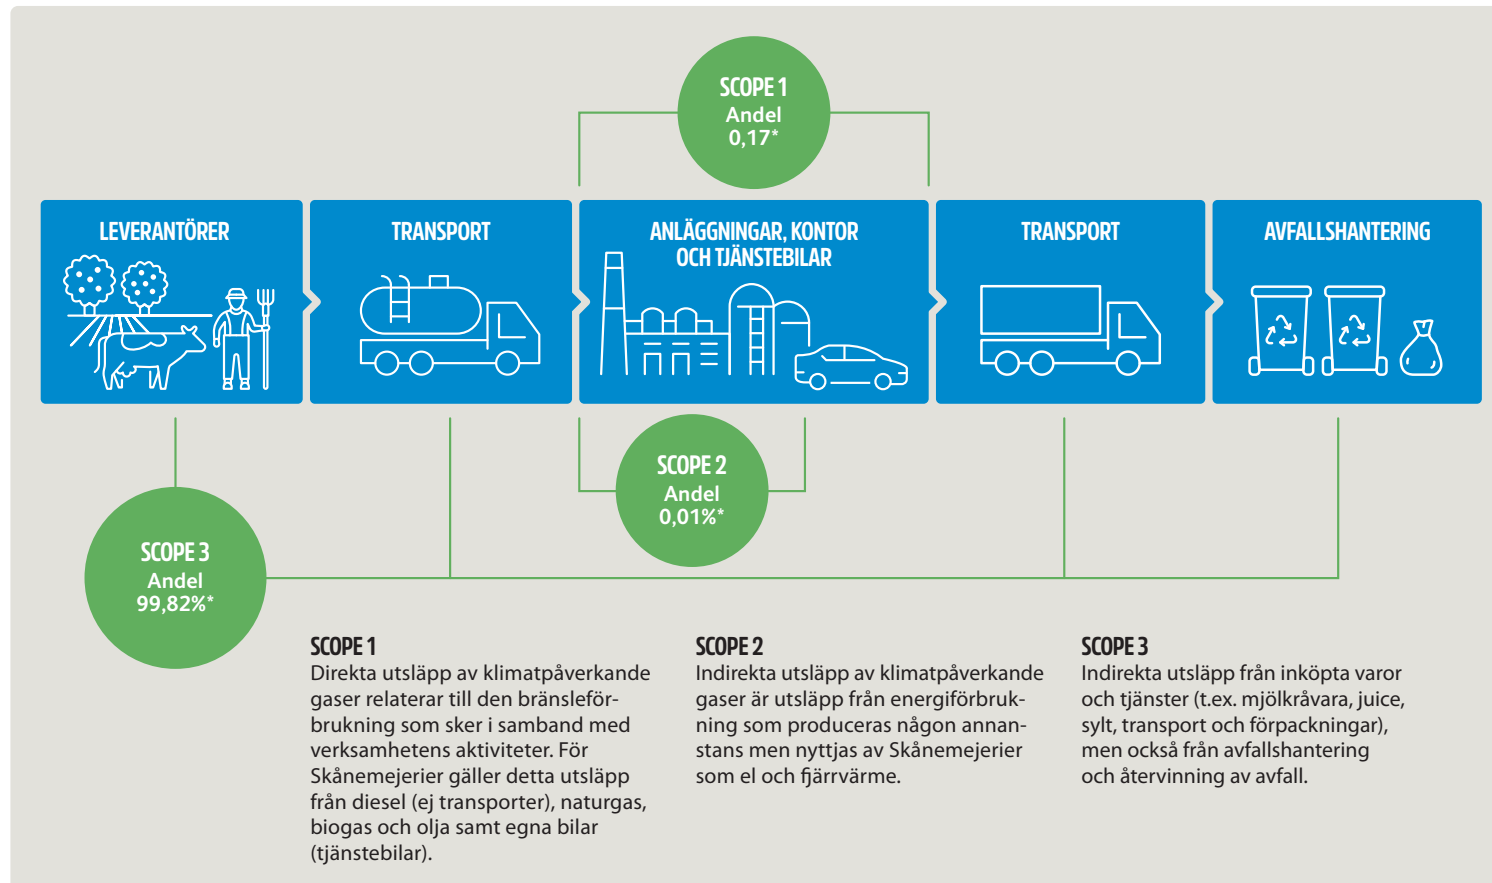 SCOPE 1
Andel
0,17*
LEVERANTÖRER
TRANSPORT
ANLÄGGNINGAR, KONTOR
OCH TJÄNSTEBILAR
TRANSPORT
AVFALLSHANTERING
SCOPE 2
Andel
0,01%*
SCOPE 3
Andel
99,82%*
SCOPE 1
Direkta utsläpp av klimatpåverkande
gaser relaterar till den bränsleför-
brukning som sker i samband med
verksamhetens aktiviteter. För
Skånemejerier gäller detta utsläpp
från diesel (ej transporter), naturgas,
biogas och olja samt egna bilar
(tjänstebilar).
SCOPE 2
Indirekta utsläpp av klimatpåverkande
gaser är utsläpp från energiförbruk-
ning som produceras någon annan-
stans men nyttjas av Skånemejerier
som el och fjärrvärme.
SCOPE 3
Indirekta utsläpp från inköpta varor
och tjänster (t.ex. mjölkråvara, juice,
sylt, transport och förpackningar),
men också från avfallshantering
och återvinning av avfall.